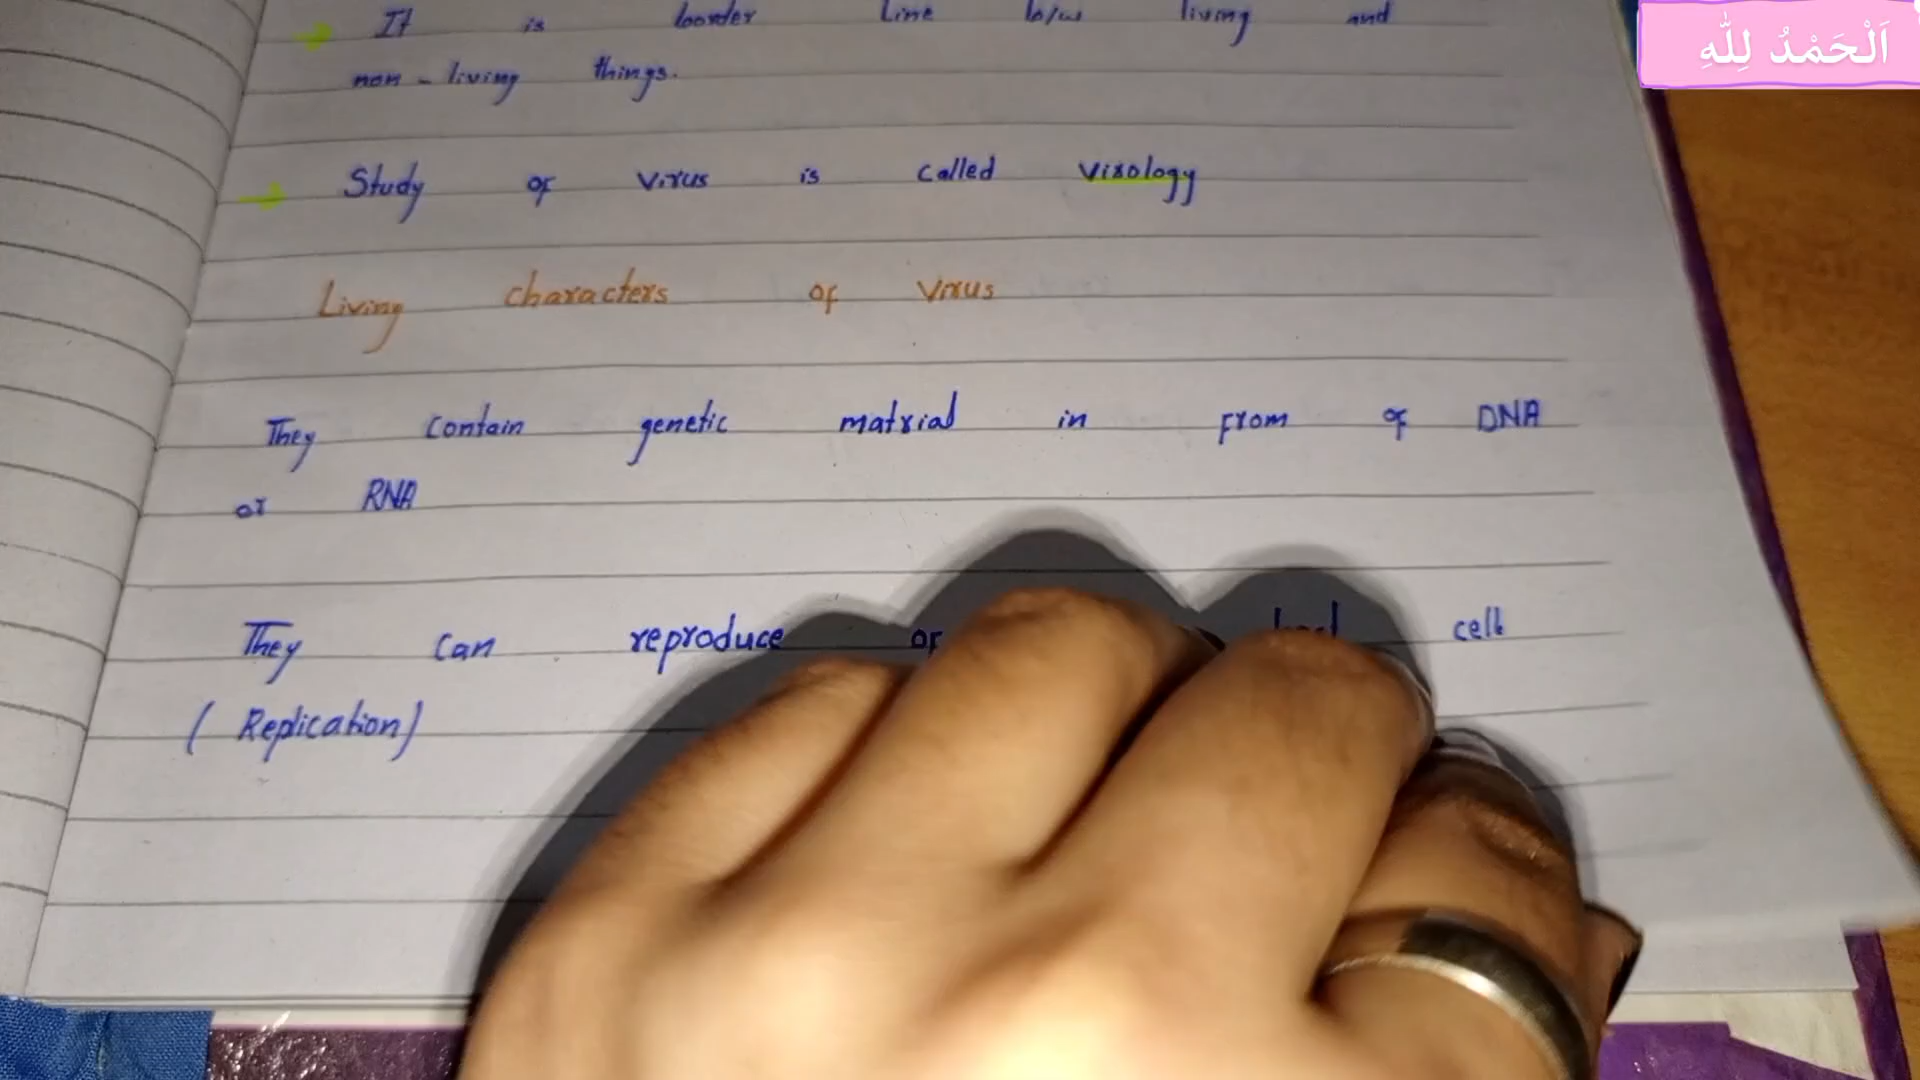 It is border Line b/w living and
non - living things.
Study of virus is called virology
Living characters of virus
They contain genetic matrial in from of DNA
or RNA
They can reproduce cell
(Replication)
اَلْحَمْدُ لِلّٰهِ